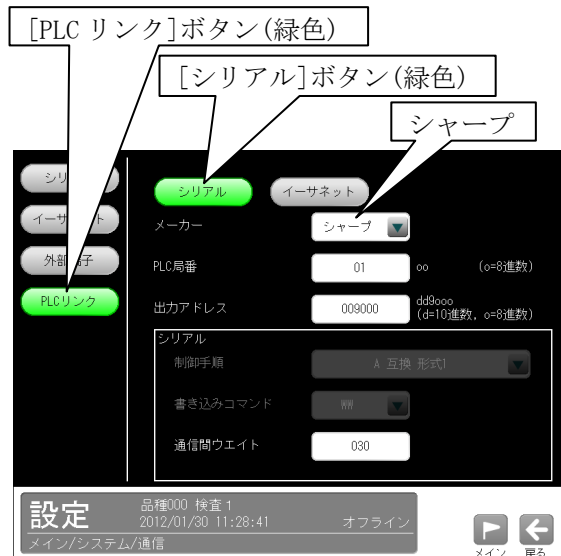 [PLC リンク]ボタン(緑色)
[シリアル]ボタン(緑色)
シャープ
シリ
シリアル
イーサネット
イーサ ト
メーカー
シャープ
外部 子
PLC局番
01
oo
(o=8進数)
PLCリンク
出力アドレス
009000
dd9ooo
(d=10進数, o=8進数)
シリアル
制御手順
A 互換 形式1
書き込みコマンド
WW
通信間ウエイト
030
設定
品種000 検査 1
2012/01/30 11:28:41
オフライン
メイン/システム/通信
メイン
戻る